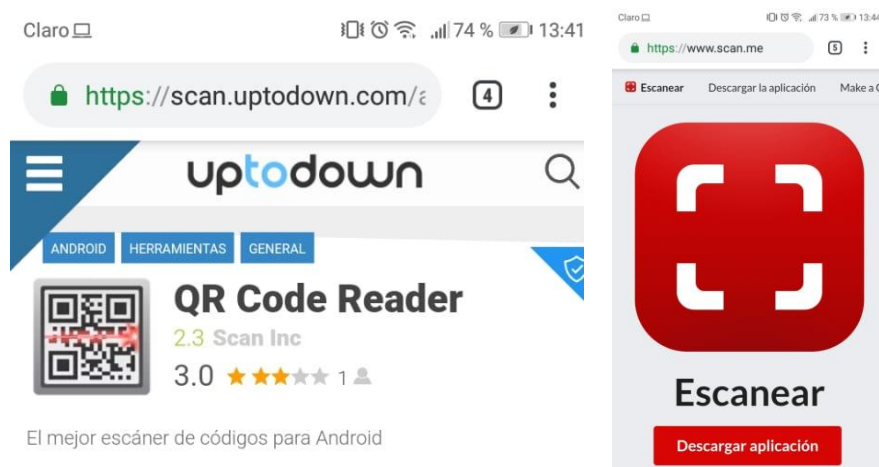 Claro 74 % 13:41
https://scan.uptodown.com/a
4
uptodown
ANDROID HERRAMIENTAS GENERAL
QR Code Reader
2.3 Scan Inc
3.0 1
El mejor escáner de códigos para Android
Claro 73 % 13:44
https://www.scan.me 5
Escanear Descargar la aplicación Make a
Escanear
Descargar aplicación